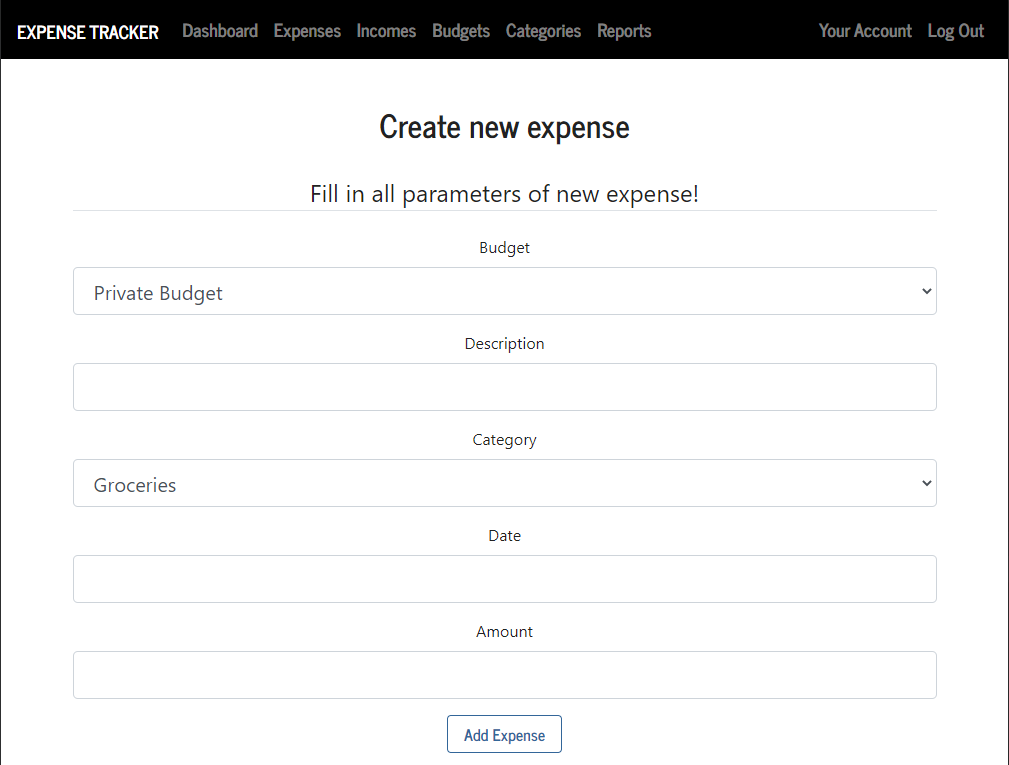 EXPENSE TRACKER Dashboard Expenses Incomes Budgets Categories Reports Your Account Log Out
Create new expense
Fill in all parameters of new expense!
Budget
Private Budget
Description
Category
Groceries
Date
Amount
Add Expense